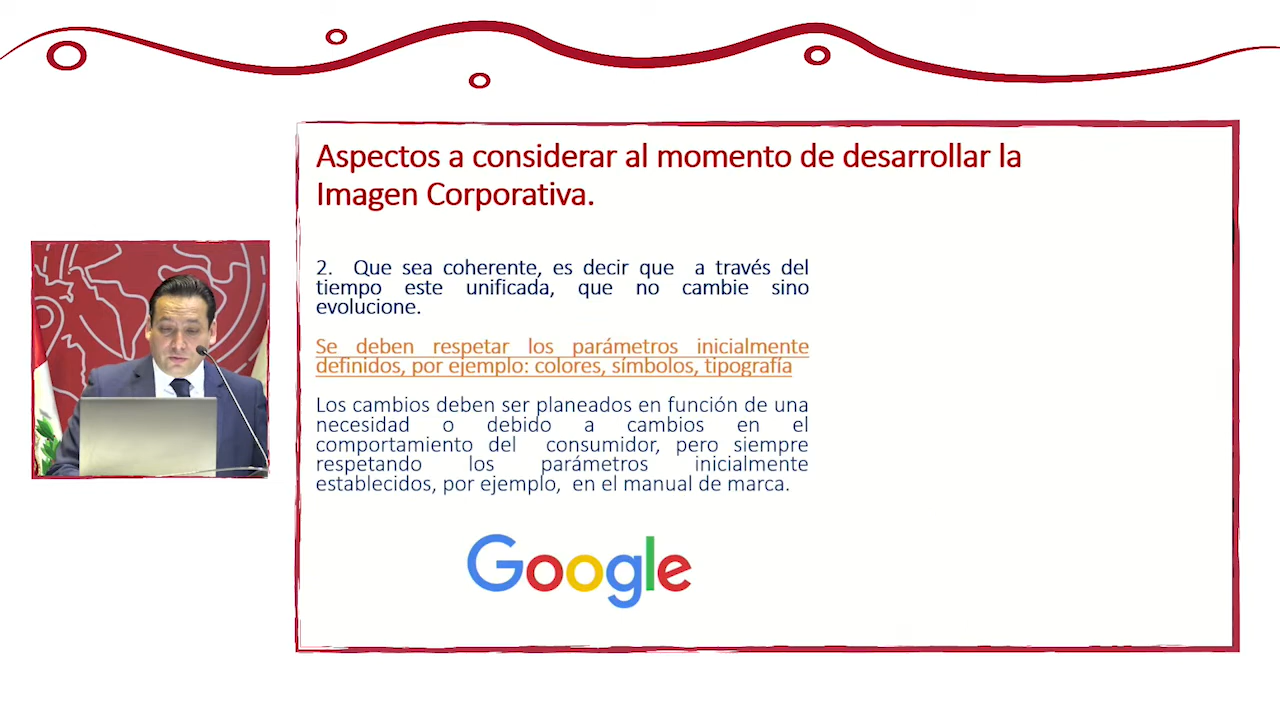 Aspectos a considerar al momento de desarrollar la
Imagen Corporativa.
2. Que sea coherente, es decir que a través del
tiempo este unificada, que no cambie sino
evolucione.
Se deben respetar los parámetros inicialmente
definidos, por ejemplo: colores, símbolos, tipografía
Los cambios deben ser planeados en función de una
necesidad o debido a cambios en el
comportamiento del consumidor, pero siempre
respetando los parámetros inicialmente
establecidos, por ejemplo, en el manual de marca.
Google